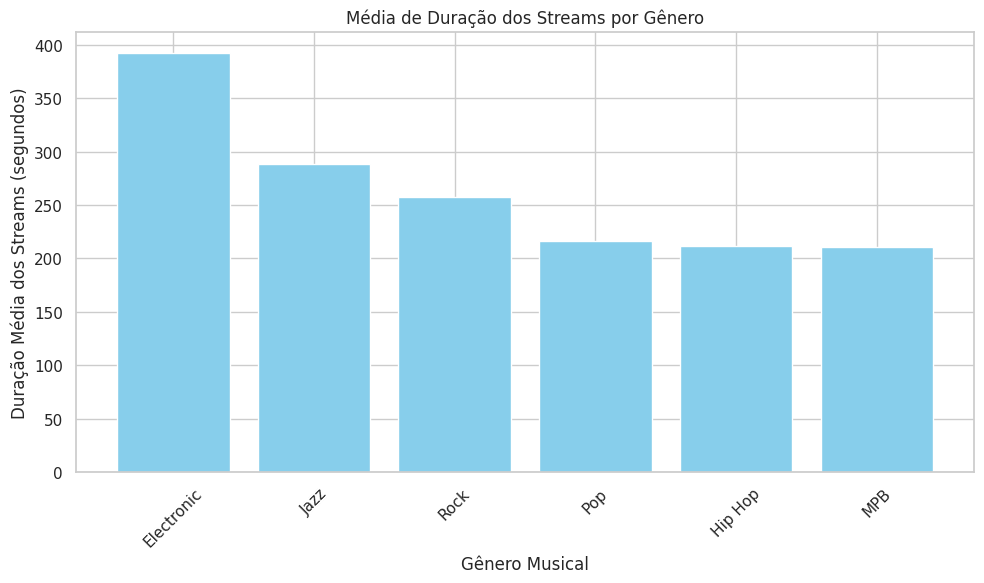 Média de Duração dos Streams por Gênero
Duração Média dos Streams (segundos)
400
350
300
250
200
150
100
50
0
Electronic
Jazz
Rock
Pop
Hip Hop
MPB
Gênero Musical